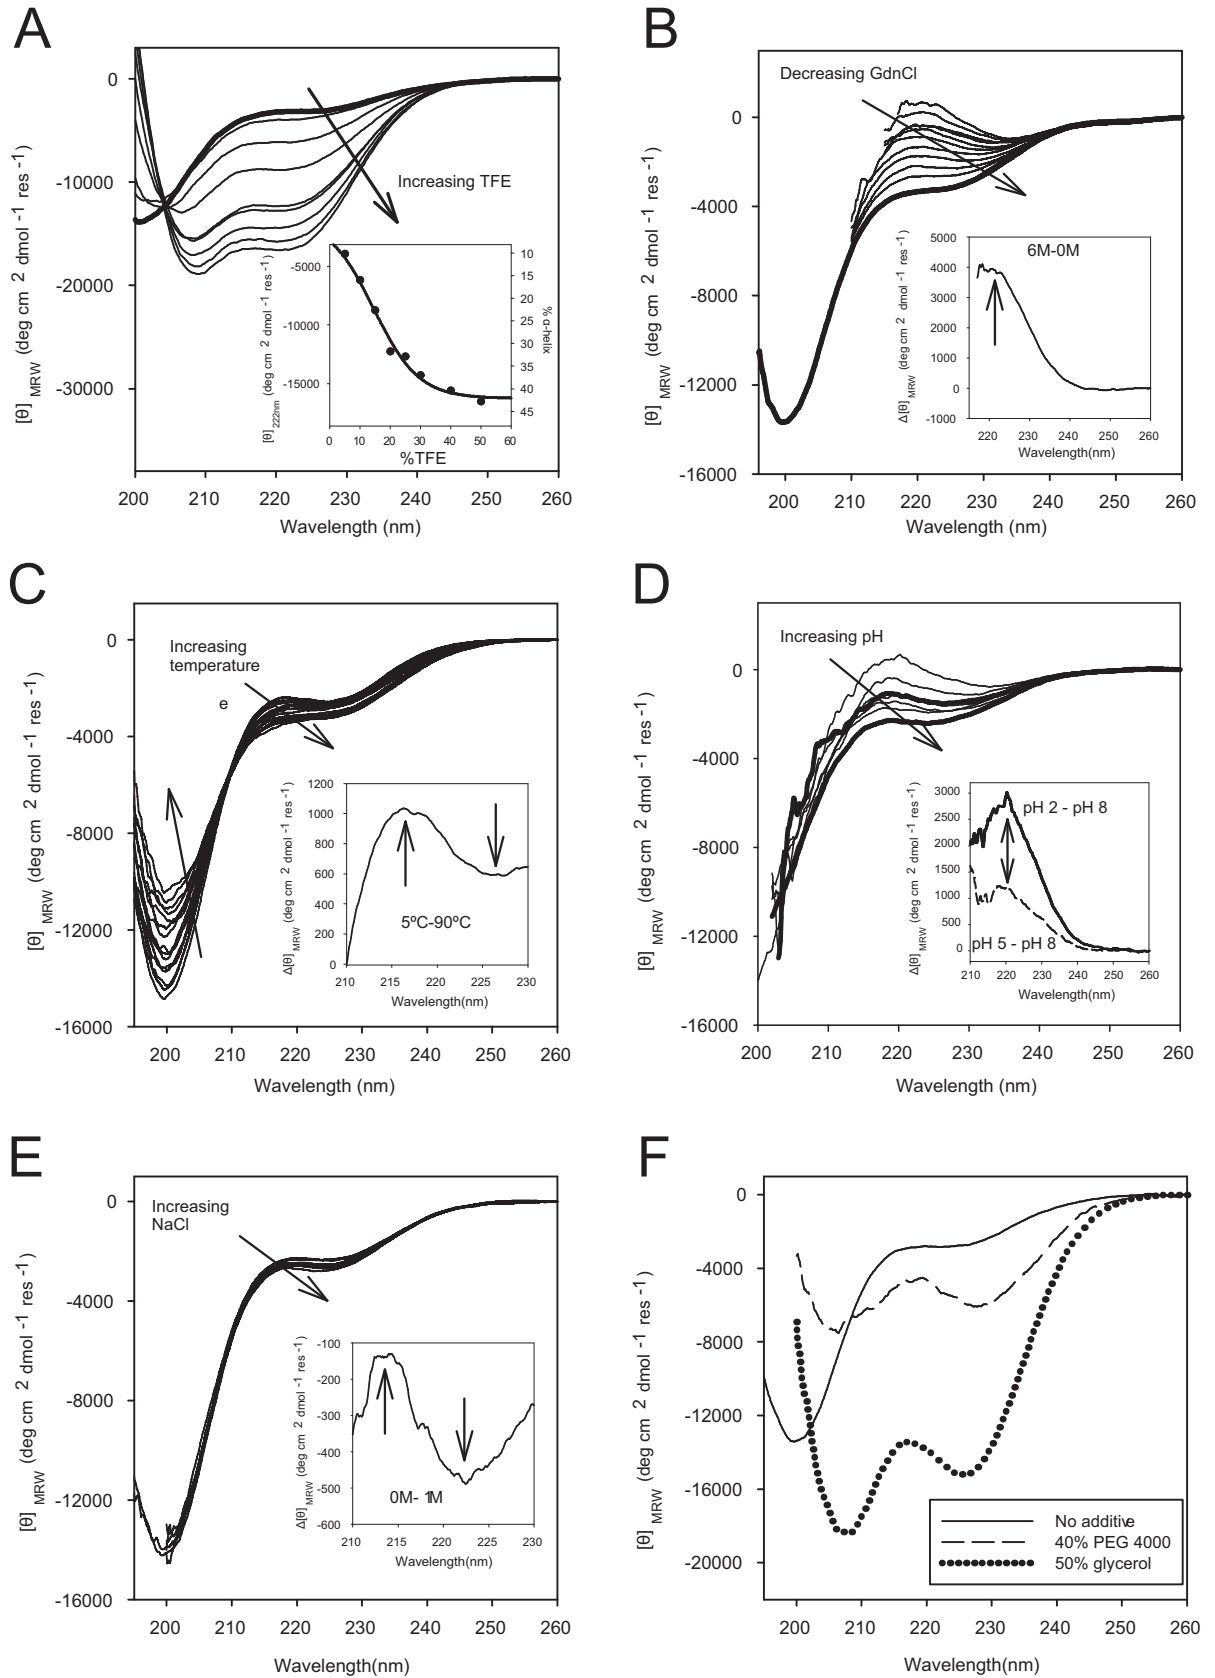 A
B
0
-10000
-20000
-30000
[θ] MRW (deg cm 2 dmol -1 res -1)
Increasing TFE
-5000
-10000
-15000
[θ] 222nm (deg cm 2 dmol -1 res -1)
10
15
20
25
30
35
40
45
% α-helix
0 10 20 30 40 50 60
%TFE
200 210 220 230 240 250 260
Wavelength (nm)
Decreasing GdnCl
0
-4000
-8000
-12000
-16000
[θ] MRW (deg cm 2 dmol -1 res -1)
6M-0M
5000
4000
3000
2000
1000
0
-1000
Δ[θ] MRW (deg cm 2 dmol -1 res -1)
220 230 240 250 260
Wavelength(nm)
200 210 220 230 240 250 260
Wavelength (nm)
C
D
Increasing
temperature
e
0
-4000
-8000
-12000
-16000
[θ] MRW (deg cm 2 dmol -1 res -1)
1200
1000
800
600
400
200
0
Δ[θ] MRW (deg cm 2 dmol -1 res -1)
5ºC-90ºC
210 215 220 225 230
Wavelength(nm)
200 210 220 230 240 250 260
Wavelength (nm)
Increasing pH
0
-4000
-8000
-12000
-16000
[θ] MRW (deg cm 2 dmol -1 res -1)
3000
2500
2000
1500
1000
500
0
Δ[θ] MRW (deg cm 2 dmol -1 res -1)
pH 2 - pH 8
pH 5 - pH 8
210 220 230 240 250 260
Wavelength(nm)
200 210 220 230 240 250 260
Wavelength (nm)
E
F
Increasing
NaCl
0
-4000
-8000
-12000
-16000
[θ] MRW (deg cm 2 dmol -1 res -1)
-100
-200
-300
-400
-500
-600
Δ[θ] MRW (deg cm 2 dmol -1 res -1)
0M- 1M
210 215 220 225 230
Wavelength(nm)
200 210 220 230 240 250 260
Wavelength(nm)
0
-4000
-8000
-12000
-16000
-20000
[θ] MRW (deg cm 2 dmol -1 res -1)
No additive
40% PEG 4000
50% glycerol
200 210 220 230 240 250 260
Wavelength(nm)